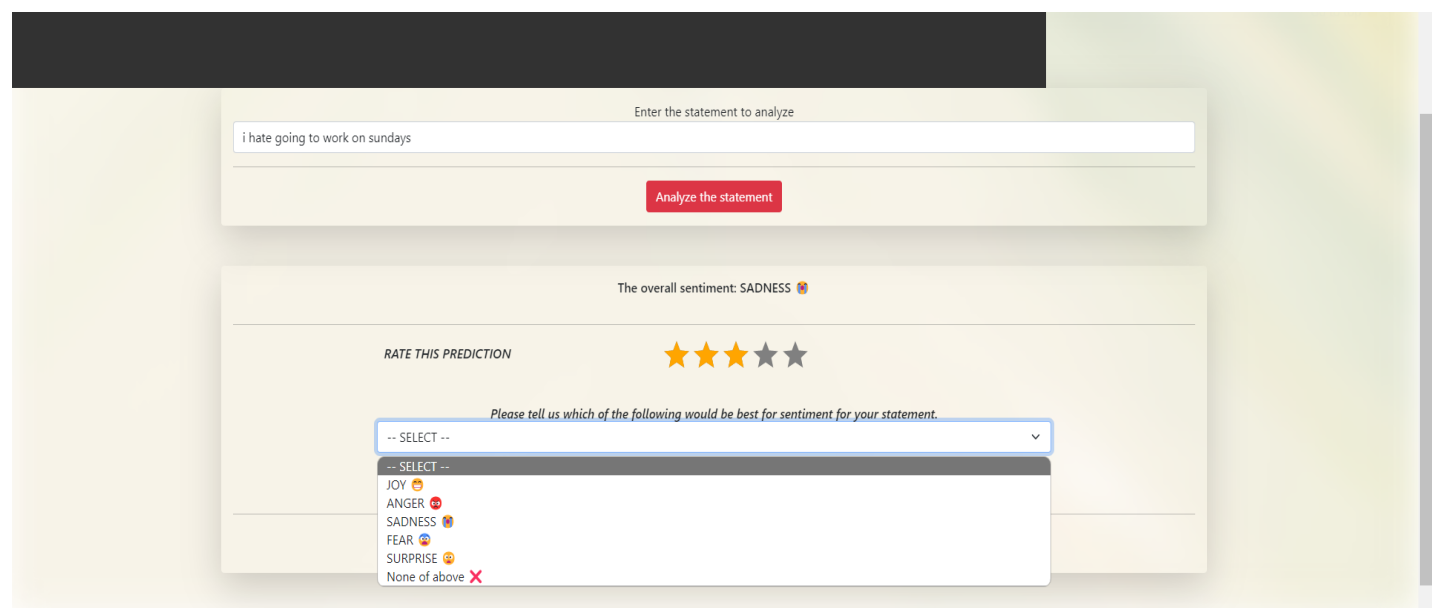 Enter the statement to analyze
i hate going to work on sundays
Analyze the statement
The overall sentiment: SADNESS 😭
RATE THIS PREDICTION
Please tell us which of the following would be best for sentiment for your statement.
-- SELECT --
-- SELECT --
JOY 😁
ANGER 😡
SADNESS 😭
FEAR 😨
SURPRISE 😦
None of above ❌